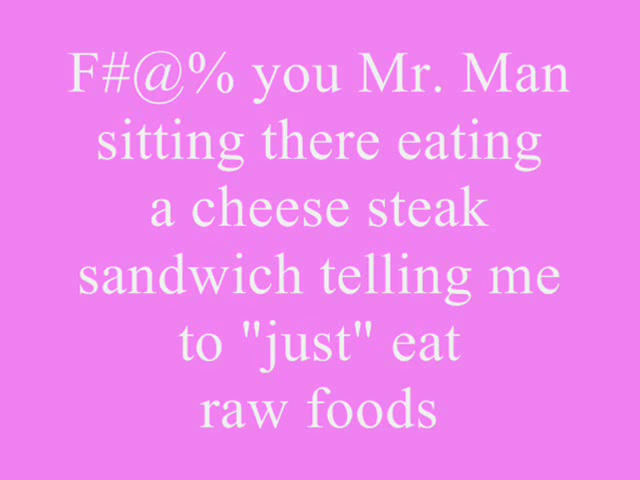 F#@% you Mr. Man
sitting there eating
a cheese steak
sandwich telling me
to "just" eat
raw foods